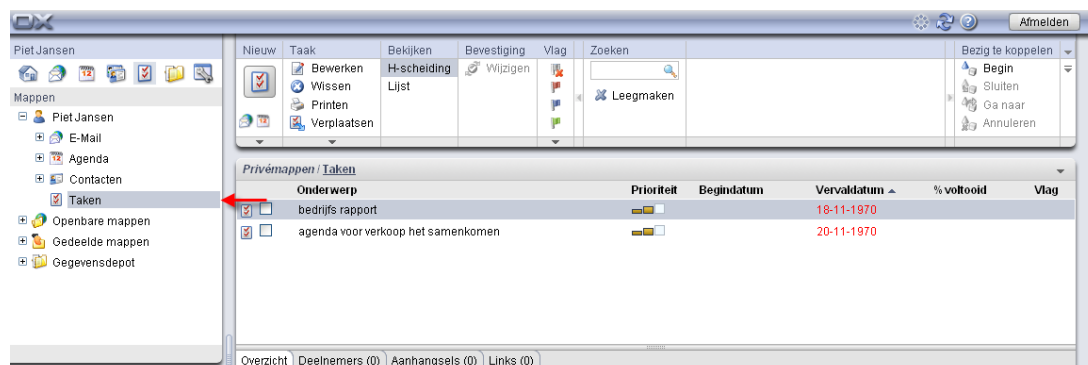 OX
Afmelden
Piet Jansen
Mappen
Piet Jansen
E-Mail
Agenda
Contacten
Taken
Openbare mappen
Gedeelde mappen
Gegevensdepot
Nieuw
Taak
Bewerken
Wissen
Printen
Verplaatsen
Bekijken
H-scheiding
Lijst
Bevestiging
Wijzigen
Vlag
Zoeken
Leegmaken
Bezig te koppelen
Begin
Sluiten
Ga naar
Annuleren
Privémappen / Taken
Onderwerp Prioriteit Begindatum Vervaldatum % voltooid Vlag
bedrijfs rapport 18-11-1970
agenda voor verkoop het samenkomen 20-11-1970
Overzicht Deelnemers (0) Aanhangsels (0) Links (0)